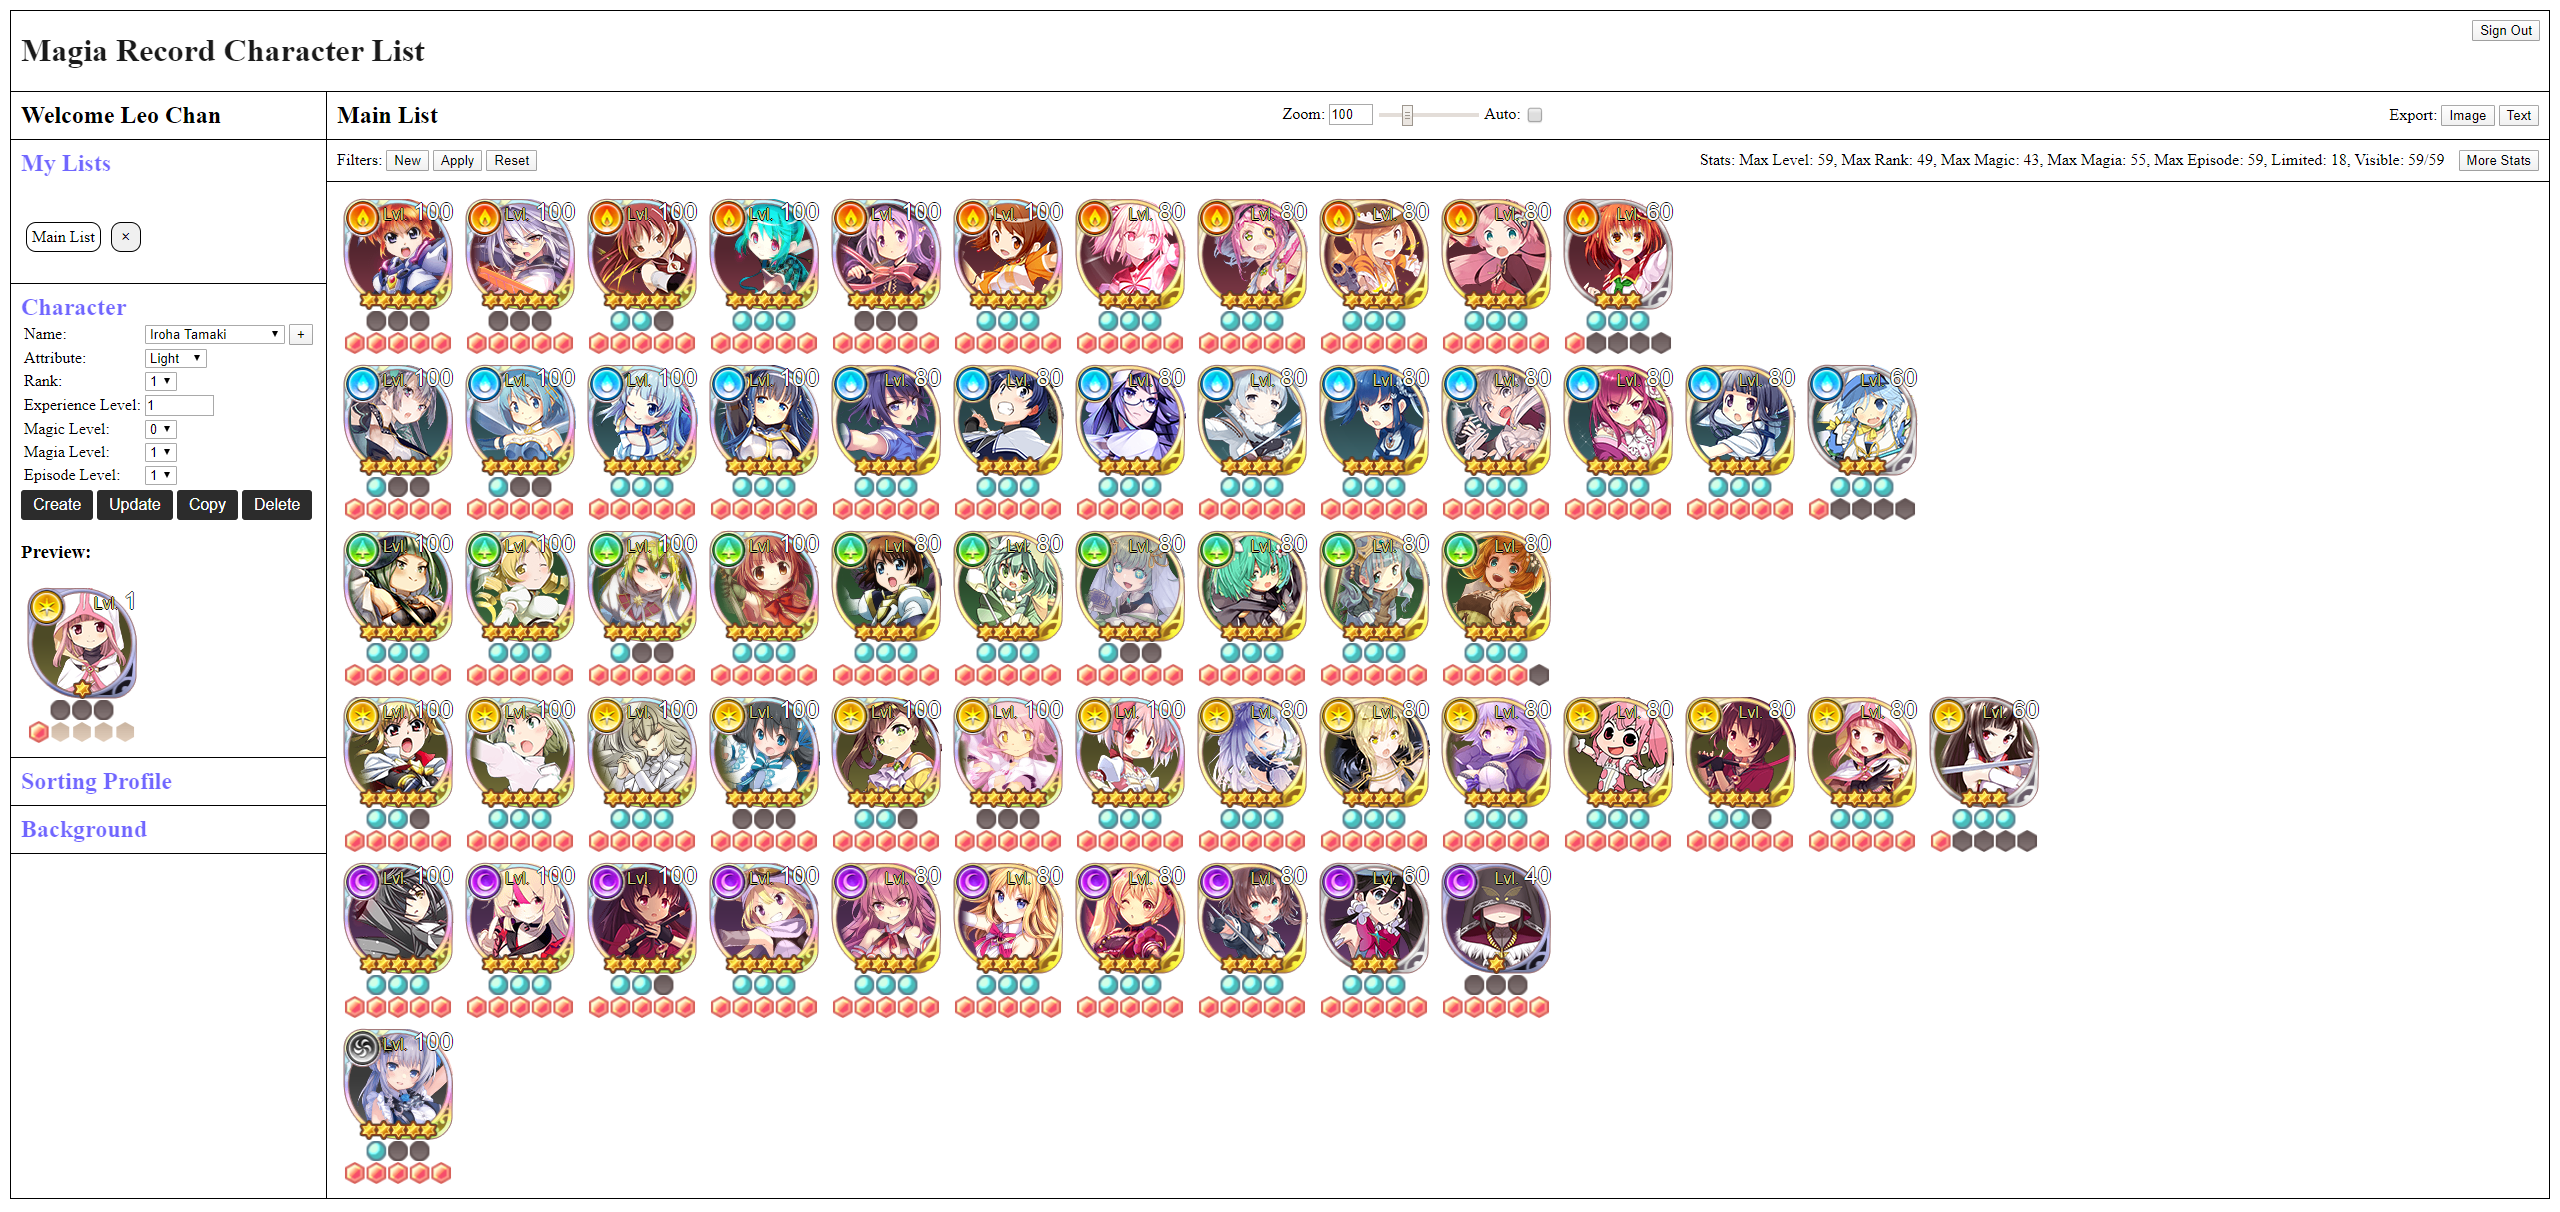 Magia Record Character List
Sign Out
Welcome Leo Chan
Main List
Zoom: 100 Auto:
Export: Image Text
My Lists
Filters: New Apply Reset
Stats: Max Level: 59, Max Rank: 49, Max Magic: 43, Max Magia: 55, Max Episode: 59, Limited: 18, Visible: 59/59 More Stats
Main List ×
Character
Name: Iroha Tamaki +
Attribute: Light
Rank: 1
Experience Level: 1
Magic Level: 0
Magia Level: 1
Episode Level: 1
Create Update Copy Delete
Preview:
Lvl. 1
Sorting Profile
Background
Lvl. 100 Lvl. 100 Lvl. 100 Lvl. 100 Lvl. 100 Lvl. 100 Lvl. 80 Lvl. 80 Lvl. 80 Lvl. 80 Lvl. 60
Lvl. 100 Lvl. 100 Lvl. 100 Lvl. 100 Lvl. 80 Lvl. 80 Lvl. 80 Lvl. 80 Lvl. 80 Lvl. 80 Lvl. 80 Lvl. 80 Lvl. 60
Lvl. 100 Lvl. 100 Lvl. 100 Lvl. 100 Lvl. 80 Lvl. 80 Lvl. 80 Lvl. 80 Lvl. 80 Lvl. 80
Lvl. 100 Lvl. 100 Lvl. 100 Lvl. 100 Lvl. 100 Lvl. 100 Lvl. 100 Lvl. 80 Lvl. 80 Lvl. 80 Lvl. 80 Lvl. 80 Lvl. 80 Lvl. 60
Lvl. 100 Lvl. 100 Lvl. 100 Lvl. 100 Lvl. 80 Lvl. 80 Lvl. 80 Lvl. 80 Lvl. 60 Lvl. 40
Lvl. 100